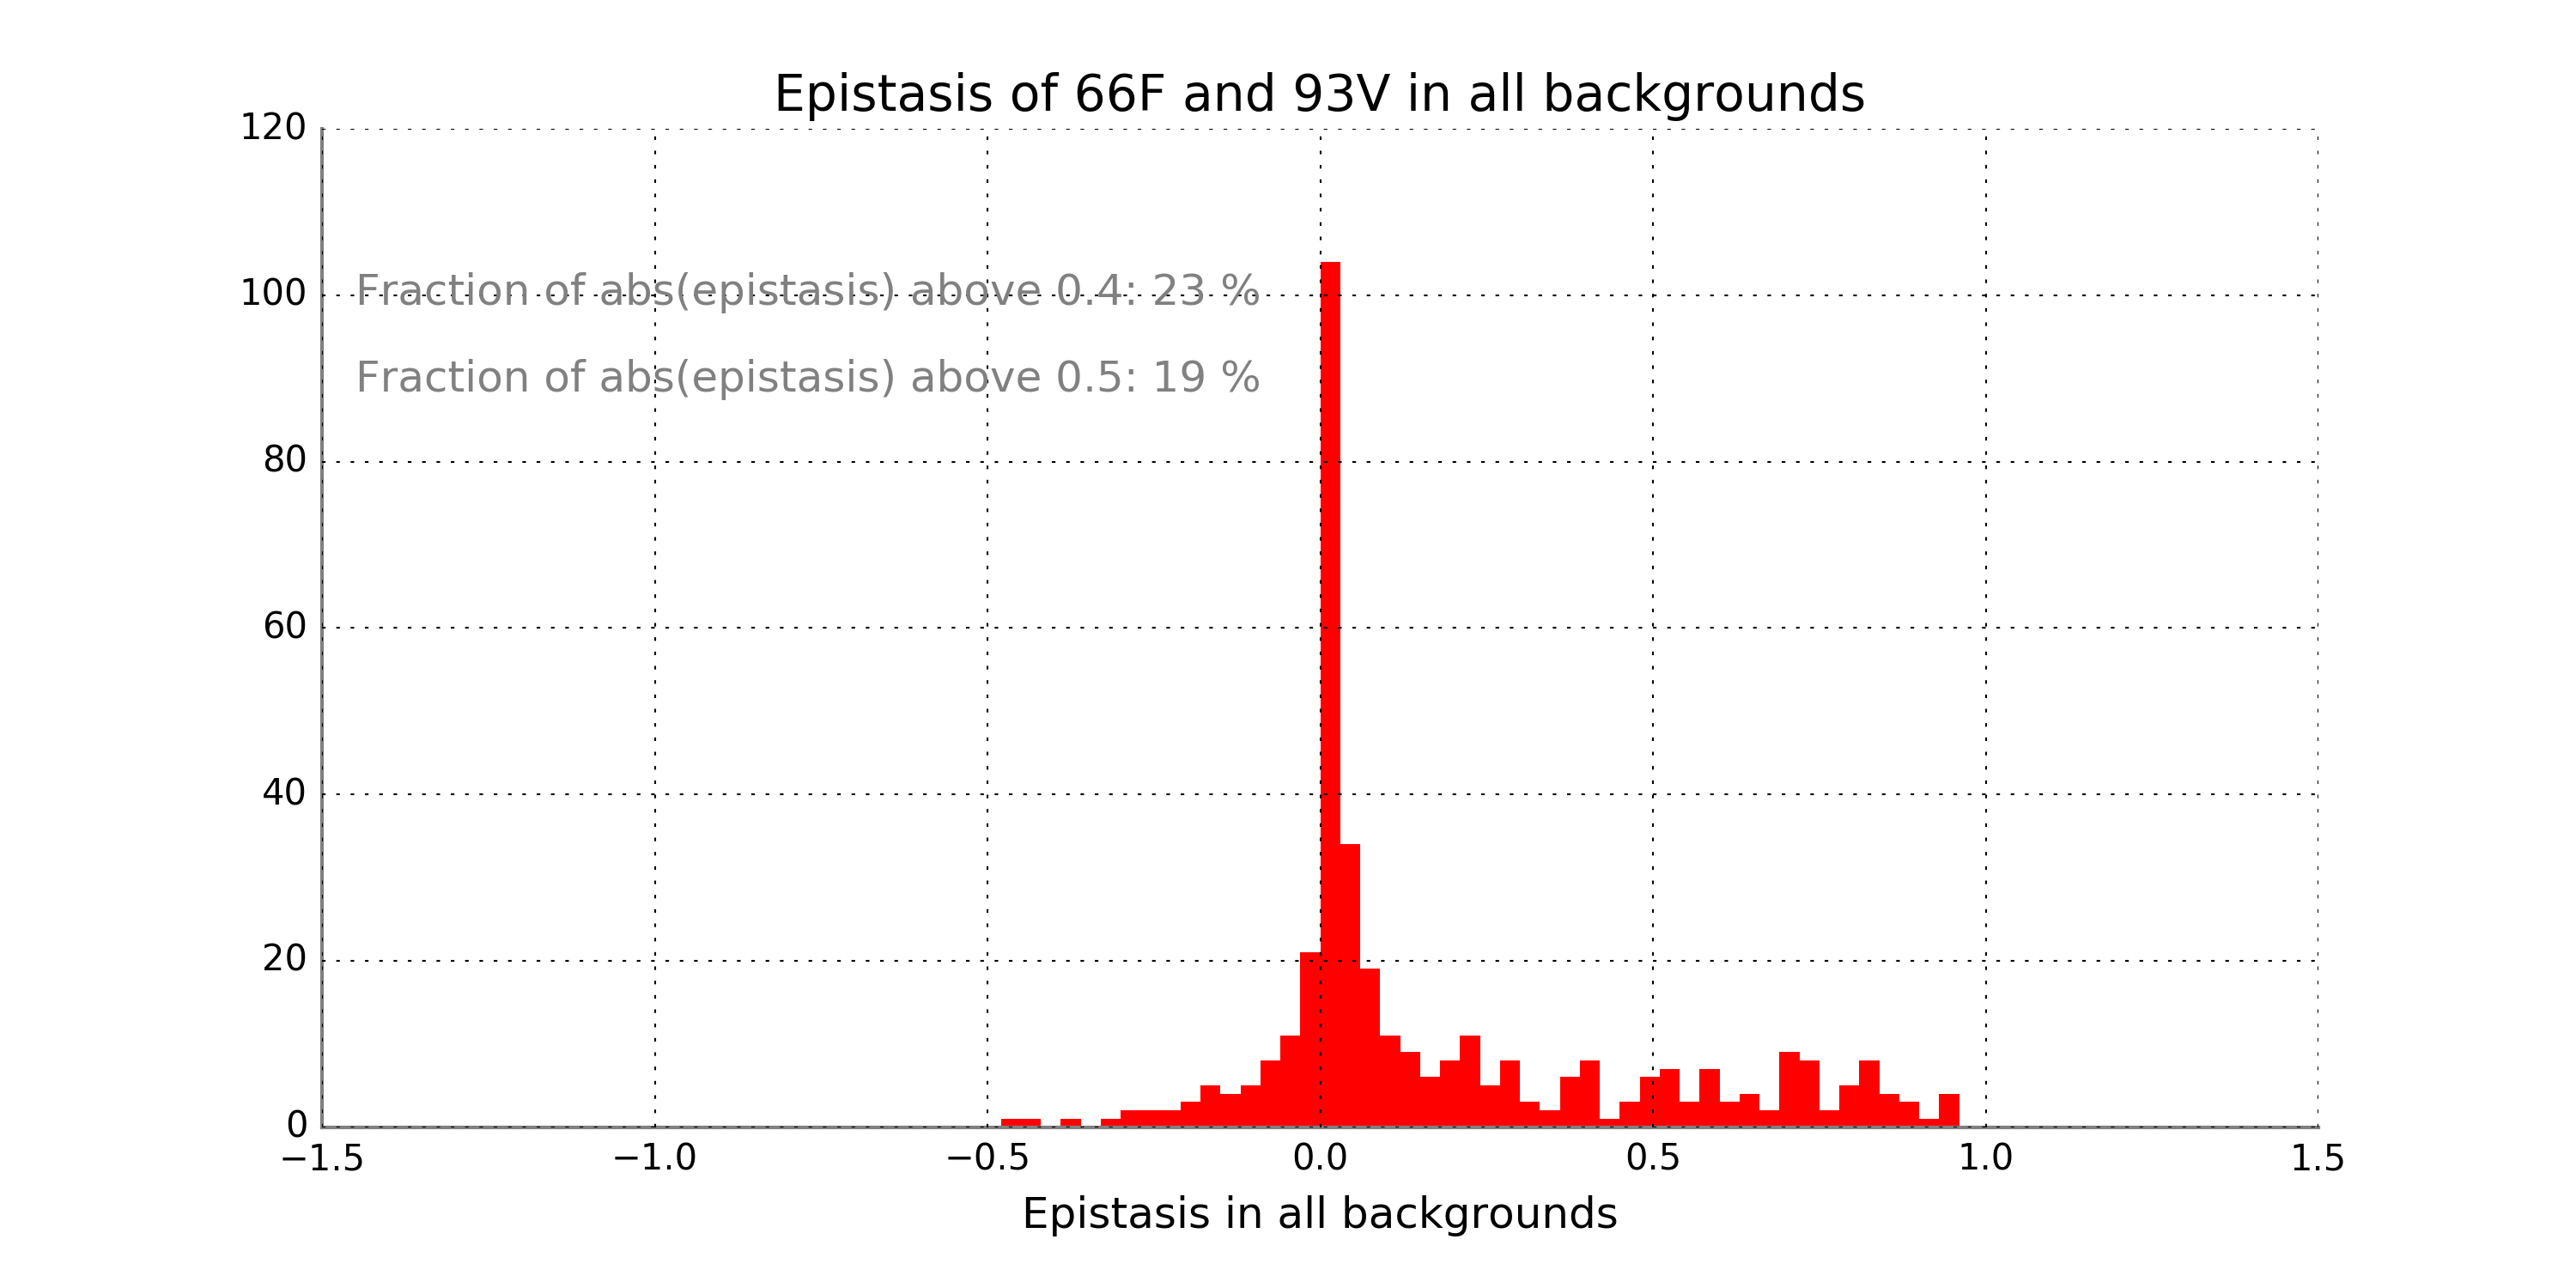 Epistasis of 66F and 93V in all backgrounds
120
100
80
60
40
20
0
Fraction of abs(epistasis) above 0.4: 23 %
Fraction of abs(epistasis) above 0.5: 19 %
−1.5 −1.0 −0.5 0.0 0.5 1.0 1.5
Epistasis in all backgrounds